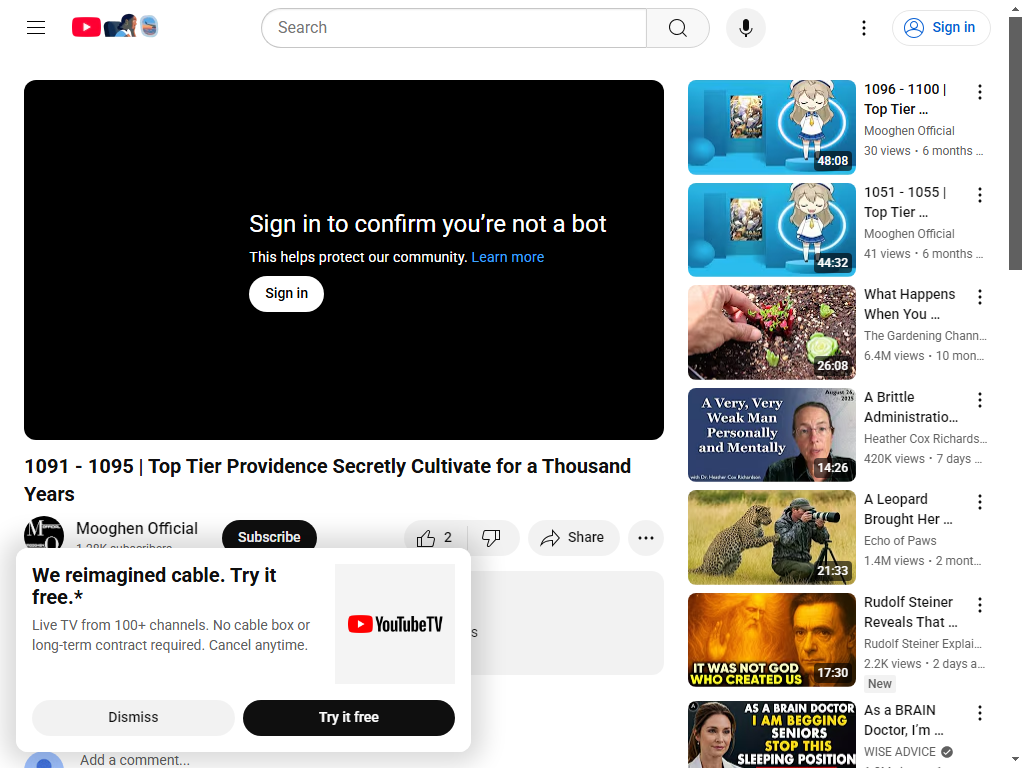 Search
Sign in
Sign in to confirm you’re not a bot
This helps protect our community. Learn more
Sign in
1091 - 1095 | Top Tier Providence Secretly Cultivate for a Thousand
Years
Mooghen Official
Subscribe
2
Share
We reimagined cable. Try it
free.*
Live TV from 100+ channels. No cable box or
long-term contract required. Cancel anytime.
YouTubeTV
Dismiss
Try it free
Add a comment...
1096 - 1100 |
Top Tier ...
Mooghen Official
30 views • 6 months ...
48:08
1051 - 1055 |
Top Tier ...
Mooghen Official
41 views • 6 months ...
44:32
What Happens
When You ...
The Gardening Chann...
6.4M views • 10 mon...
26:08
August 26,
2025
A Very, Very
Weak Man
Personally
and Mentally
with Dr. Heather Cox Richardson
14:26
A Brittle
Administratio...
Heather Cox Richards...
420K views • 7 days ...
A Leopard
Brought Her ...
Echo of Paws
1.4M views • 2 mont...
21:33
IT WAS NOT GOD
WHO CREATED US
17:30
Rudolf Steiner
Reveals That ...
Rudolf Steiner Explai...
2.2K views • 2 days a...
New
AS A BRAIN DOCTOR
I AM BEGGING
SENIORS
STOP THIS
SLEEPING POSITION
As a BRAIN
Doctor, I’m ...
WISE ADVICE